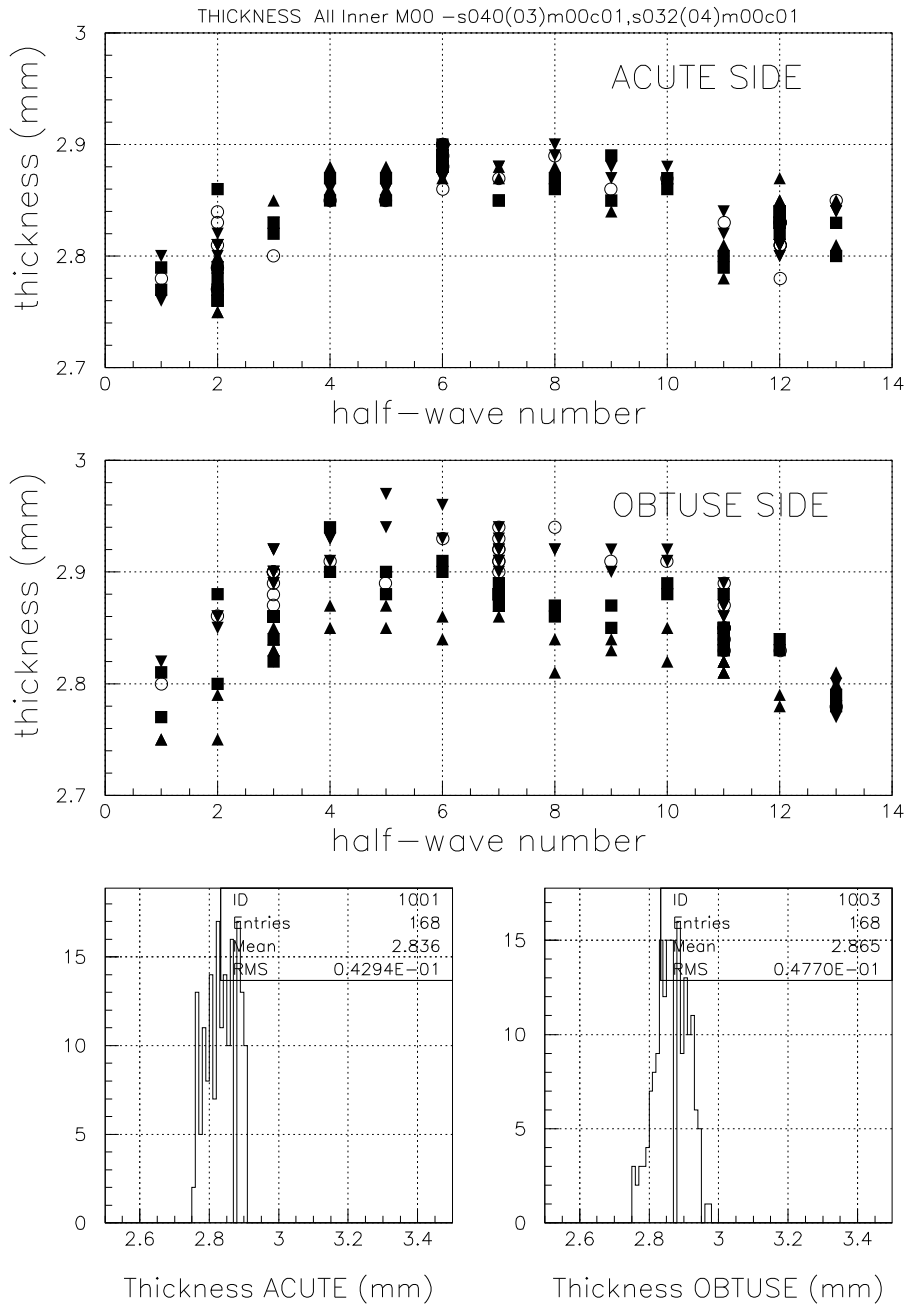 THICKNESS All Inner M00 -s040(03)m00c01,s032(04)m00c01
ACUTE SIDE
thickness (mm)
3
2.9
2.8
2.7
0 2 4 6 8 10 12 14
half-wave number
OBTUSE SIDE
thickness (mm)
3
2.9
2.8
2.7
0 2 4 6 8 10 12 14
half-wave number
ID 1001
Entries 168
Mean 2.836
RMS 0.4294E-01
15
10
5
0
2.6 2.8 3 3.2 3.4
Thickness ACUTE (mm)
ID 1003
Entries 168
Mean 2.865
RMS 0.4770E-01
15
10
5
0
2.6 2.8 3 3.2 3.4
Thickness OBTUSE (mm)